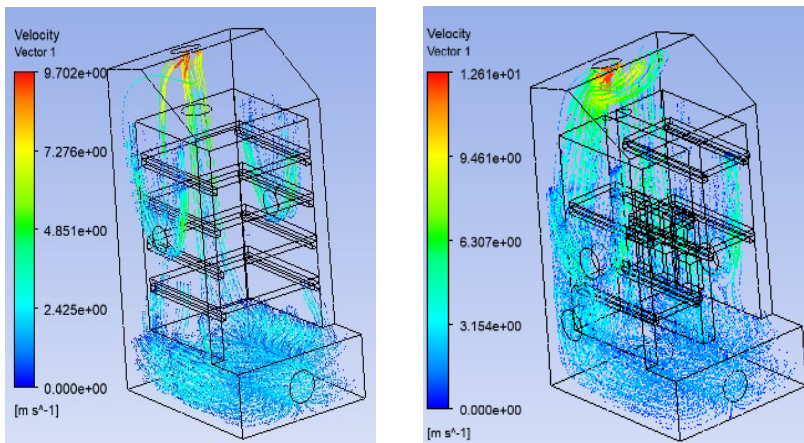 Velocity
Vector 1
9.702e+00
7.276e+00
4.851e+00
2.425e+00
0.000e+00
[m s^-1]
Velocity
Vector 1
1.261e+01
9.461e+00
6.307e+00
3.154e+00
0.000e+00
[m s^-1]